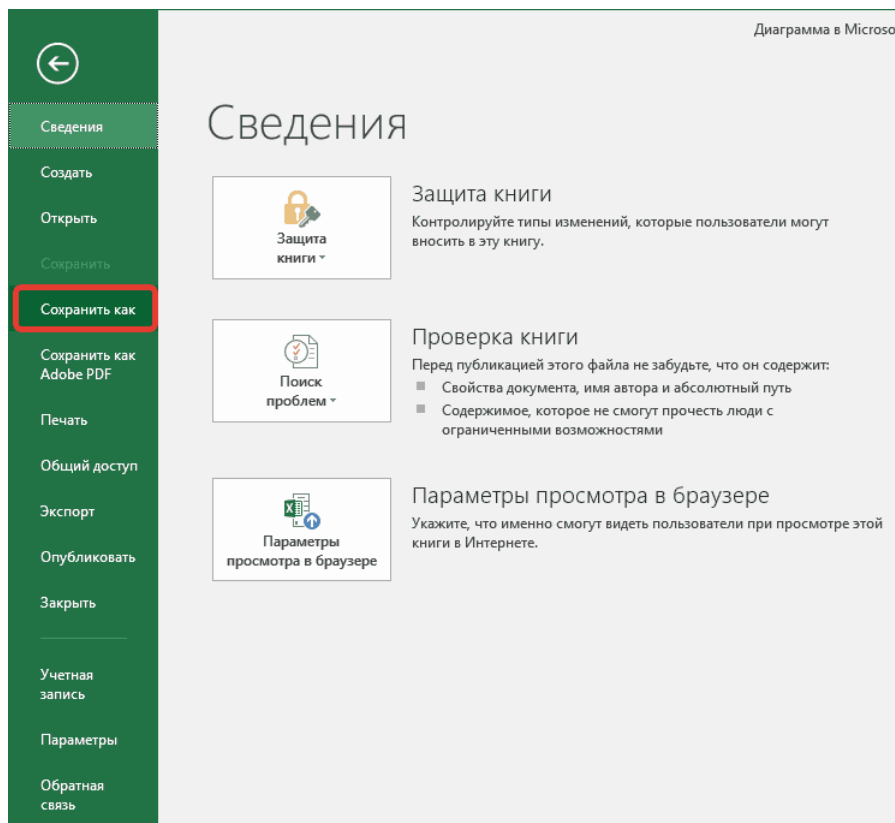 Диаграмма в Microso
Сведения
Создать
Открыть
Сохранить
Сохранить как
Сохранить как
Adobe PDF
Печать
Общий доступ
Экспорт
Опубликовать
Закрыть
Учетная
запись
Параметры
Обратная
связь
Сведения
Защита
книги
Защита книги
Контролируйте типы изменений, которые пользователи могут
вносить в эту книгу.
Поиск
проблем
Проверка книги
Перед публикацией этого файла не забудьте, что он содержит:
Свойства документа, имя автора и абсолютный путь
Содержимое, которое не смогут прочесть люди с
ограниченными возможностями
Параметры
просмотра в браузере
Параметры просмотра в браузере
Укажите, что именно смогут видеть пользователи при просмотре этой
книги в Интернете.